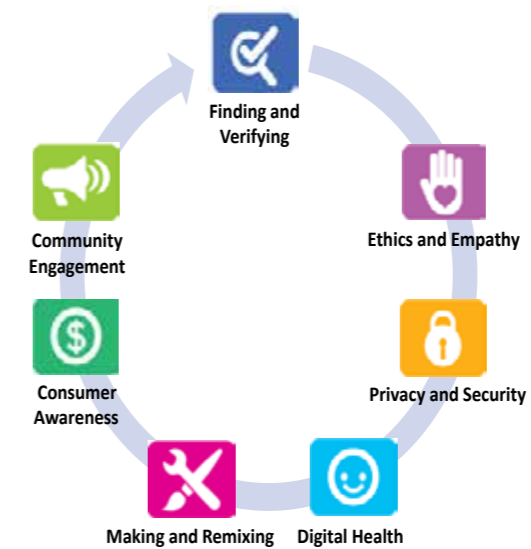 Finding and
Verifying
Ethics and Empathy
Privacy and Security
Digital Health
Making and Remixing
$
Consumer
Awareness
Community
Engagement